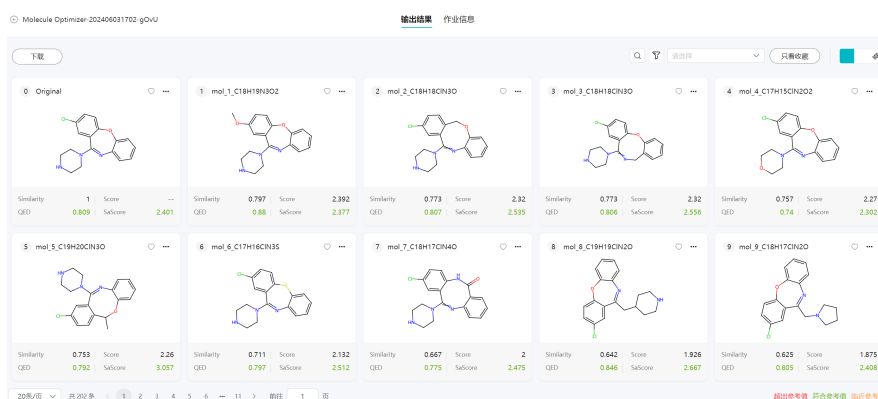 Molecule Optimizer-202406031702-gOvU
输出结果 作业信息
下载 请选择 只看收藏
0 Original
1 mol_1_C18H19N3O2
2 mol_2_C18H18ClN3O
3 mol_3_C18H18ClN3O
4 mol_4_C17H15ClN2O2
Similarity 1 Score --
QED 0.809 SaScore 2.401
Similarity 0.797 Score 2.392
QED 0.88 SaScore 2.377
Similarity 0.773 Score 2.32
QED 0.807 SaScore 2.535
Similarity 0.773 Score 2.32
QED 0.806 SaScore 2.556
Similarity 0.757 Score 2.27
QED 0.74 SaScore 2.302
5 mol_5_C19H20ClN3O
6 mol_6_C17H16ClN3S
7 mol_7_C18H17ClN4O
8 mol_8_C19H19ClN2O
9 mol_9_C18H17ClN2O
Similarity 0.753 Score 2.26
QED 0.792 SaScore 3.057
Similarity 0.711 Score 2.132
QED 0.797 SaScore 2.512
Similarity 0.667 Score 2
QED 0.775 SaScore 2.475
Similarity 0.642 Score 1.926
QED 0.846 SaScore 2.667
Similarity 0.625 Score 1.875
QED 0.805 SaScore 2.408
20条/页 共 202 条 1 2 3 4 5 6 ••• 11 前往 1 页
超出参考值 符合参考值 临近参考